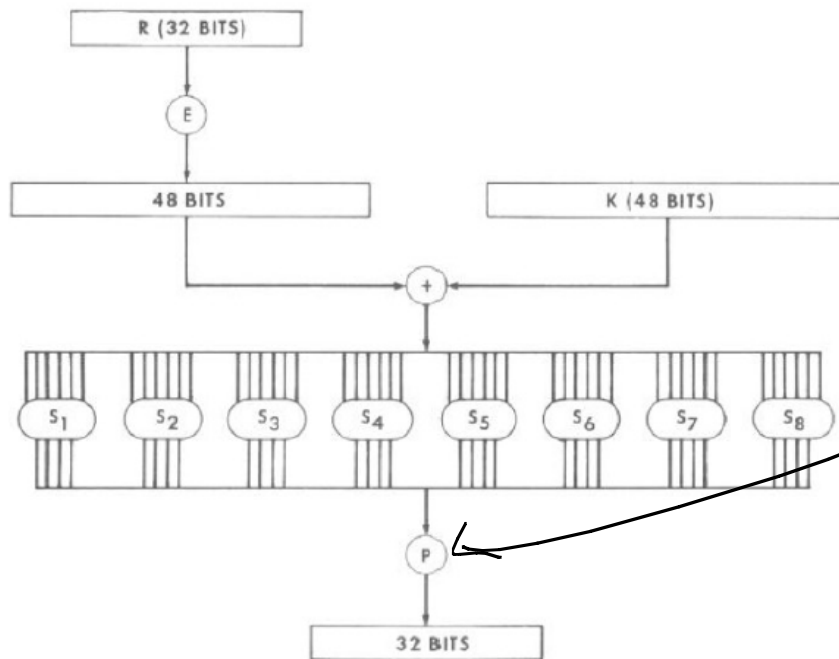 R (32 BITS)
E
48 BITS
K (48 BITS)
+
S1 S2 S3 S4 S5 S6 S7 S8
P
32 BITS